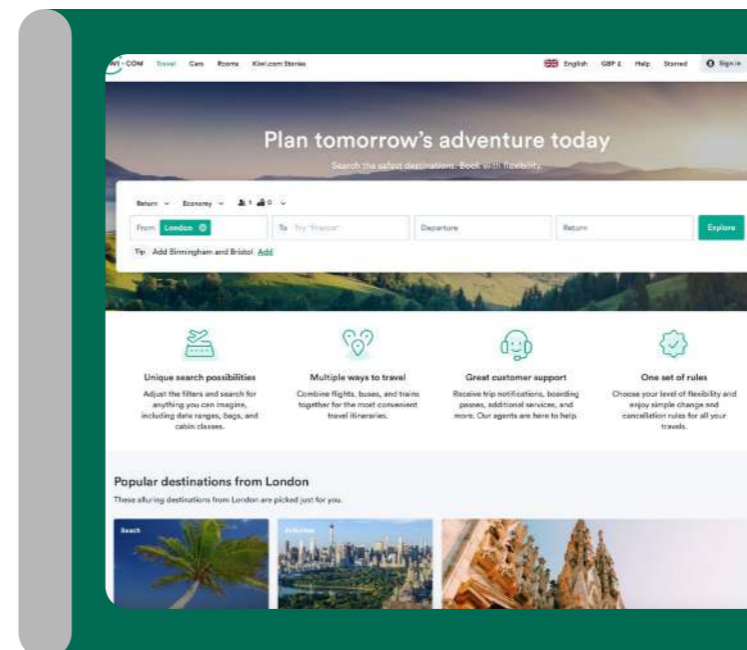 WI-COM Travel Cars Rooms Kiwi.com Stories English GBP £ Help Starred Sign in
Plan tomorrow's adventure today
Search the safest destinations. Book with flexibility.
Return Economy 1 0
From London To Try "France" Departure Return Explore
Tip Add Birmingham and Bristol Add
Unique search possibilities
Adjust the filters and search for
anything you can imagine,
including date ranges, bags, and
cabin classes.
Multiple ways to travel
Combine flights, buses, and trains
together for the most convenient
travel itineraries.
Great customer support
Receive trip notifications, boarding
passes, additional services, and
more. Our agents are here to help.
One set of rules
Choose your level of flexibility and
enjoy simple change and
cancellation rules for all your
travels.
Popular destinations from London
These alluring destinations from London are picked just for you.
Beach